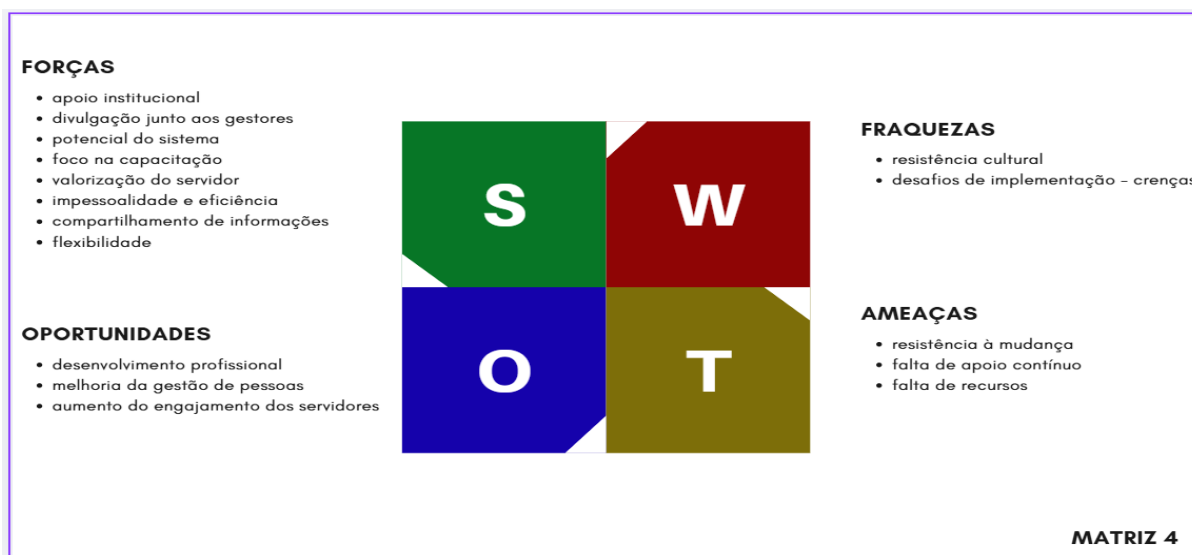 FORÇAS
• apoio institucional
• divulgação junto aos gestores
• potencial do sistema
• foco na capacitação
• valorização do servidor
• impessoalidade e eficiência
• compartilhamento de informações
• flexibilidade
S
W
FRAQUEZAS
• resistência cultural
• desafios de implementação - crenças
OPORTUNIDADES
• desenvolvimento profissional
• melhoria da gestão de pessoas
• aumento do engajamento dos servidores
O
T
AMEAÇAS
• resistência à mudança
• falta de apoio contínuo
• falta de recursos
MATRIZ 4